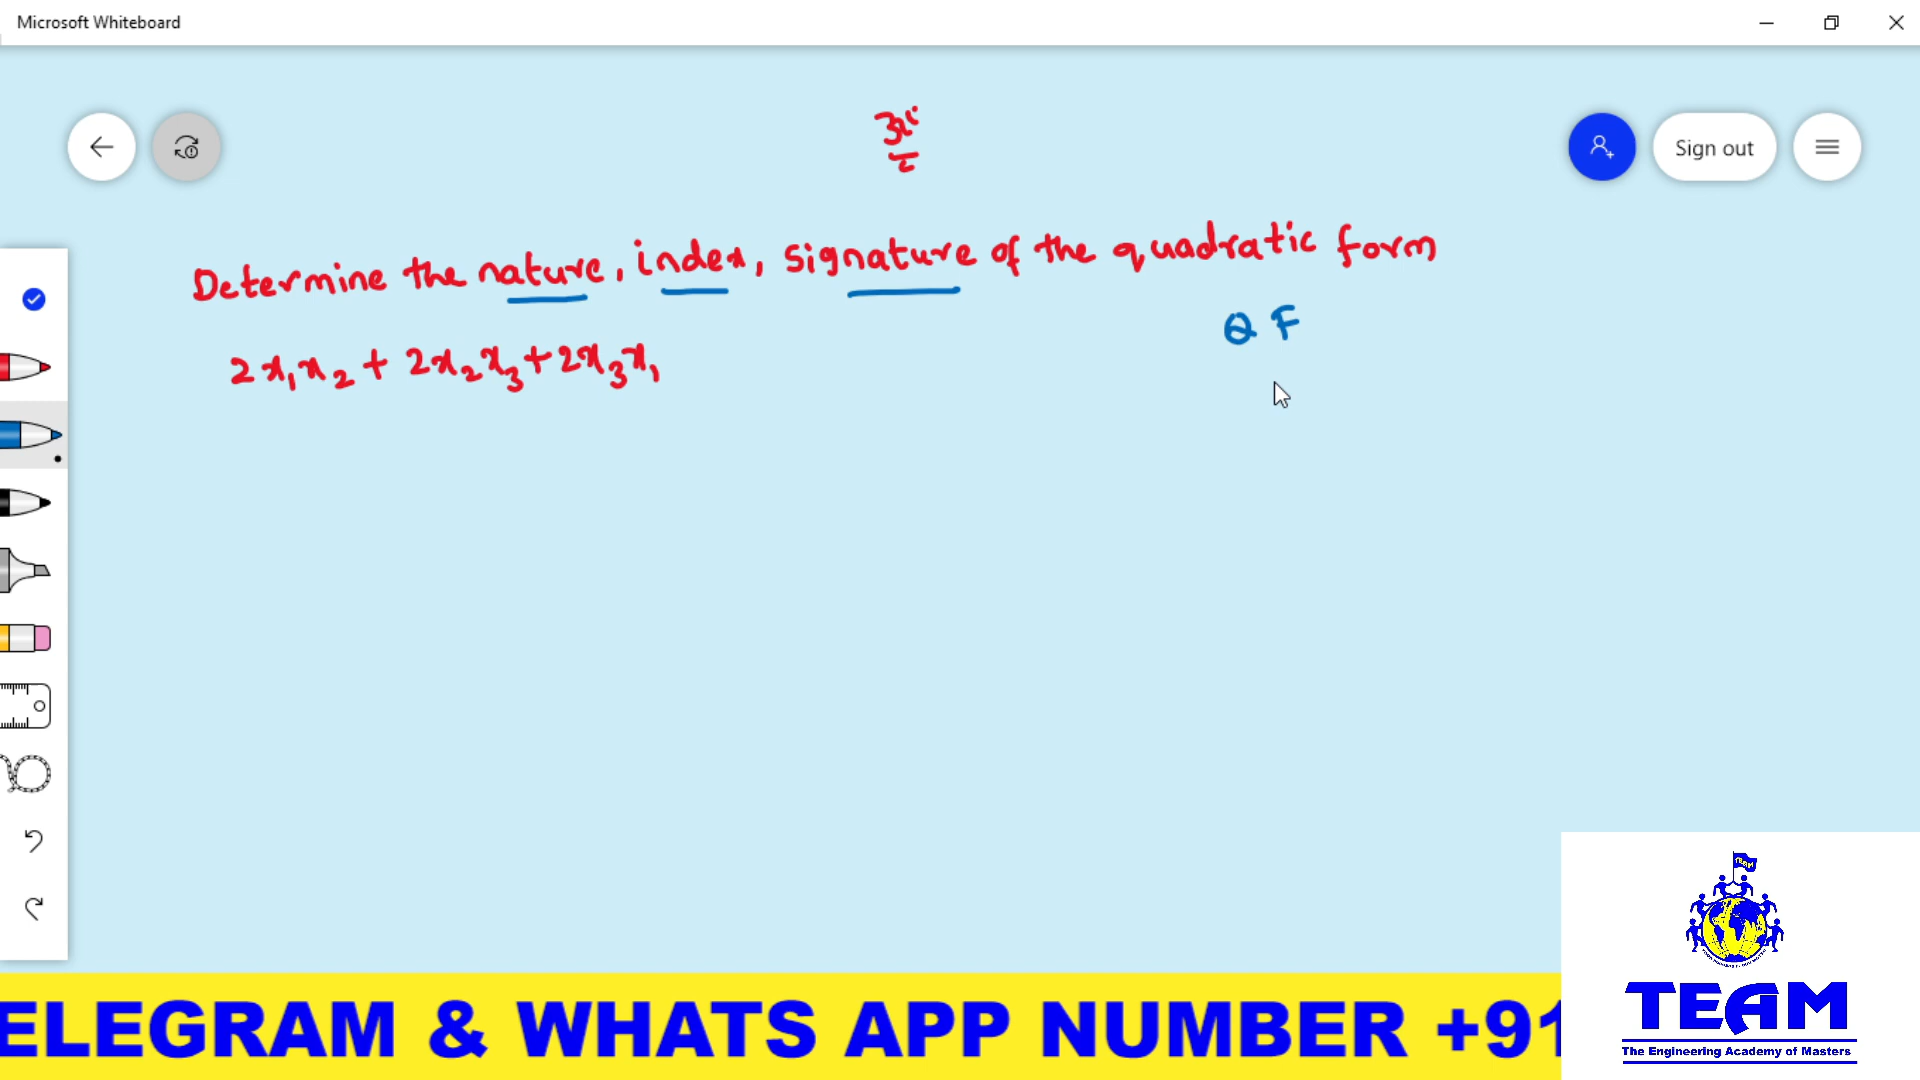 Microsoft Whiteboard
Sign out
Determine the nature, index, signature of the quadratic form
Q F
2x₁x₂ + 2x₂x₃ + 2x₃x₁
ELEGRAM & WHATS APP NUMBER +91
TEAM
The Engineering Academy of Masters